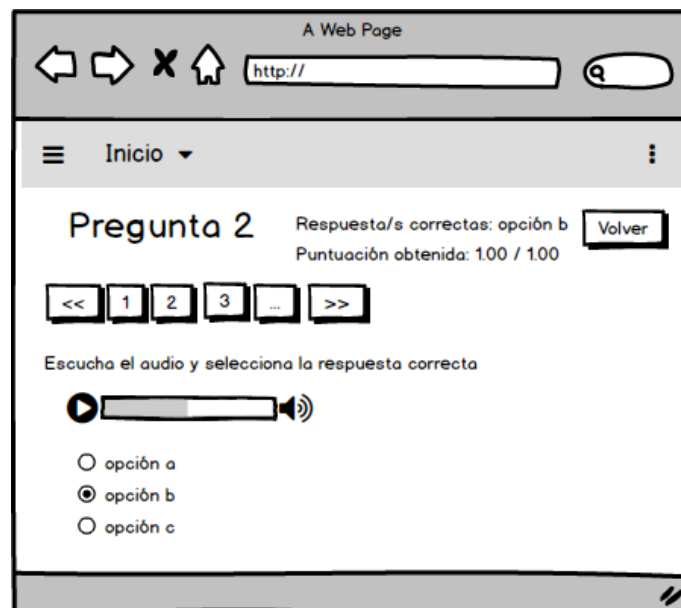 A Web Page
http://
Inicio
Pregunta 2
Respuesta/s correctas: opción b
Puntuación obtenida: 1.00 / 1.00
Volver
<< 1 2 3 ... >>
Escucha el audio y selecciona la respuesta correcta
opción a
opción b
opción c